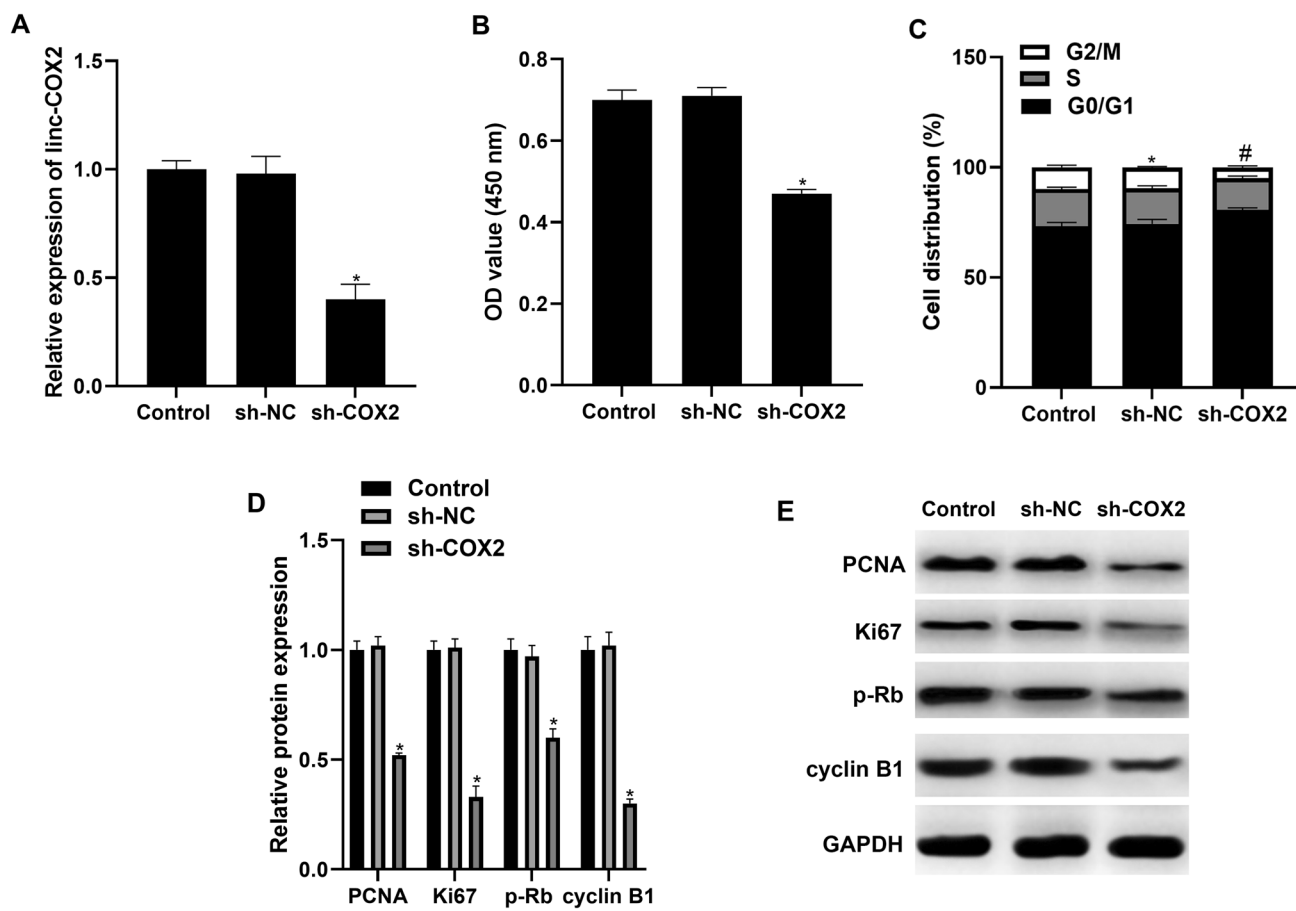 A
Relative expression of linc-COX2
1.5
1.0
0.5
0.0
*
Control sh-NC sh-COX2
B
OD value (450 nm)
0.8
0.6
0.4
0.2
0.0
*
Control sh-NC sh-COX2
C
G2/M
S
G0/G1
Cell distribution (%)
150
100
50
0
* #
Control sh-NC sh-COX2
D
Control
sh-NC
sh-COX2
Relative protein expression
1.5
1.0
0.5
0.0
* * * *
PCNA Ki67 p-Rb cyclin B1
E
Control sh-NC sh-COX2
PCNA
Ki67
p-Rb
cyclin B1
GAPDH